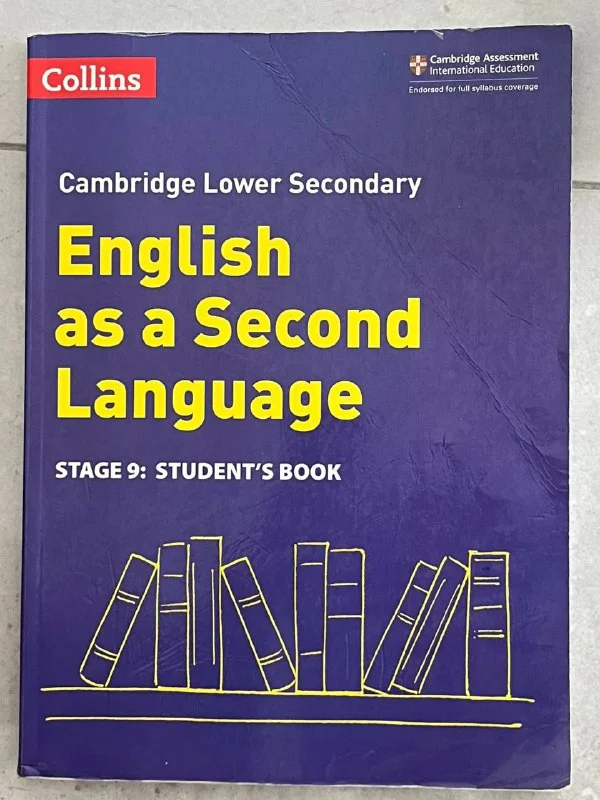 Collins
Cambridge Assessment
International Education
Endorsed for full syllabus coverage
Cambridge Lower Secondary
English
as a Second
Language
STAGE 9: STUDENT'S BOOK